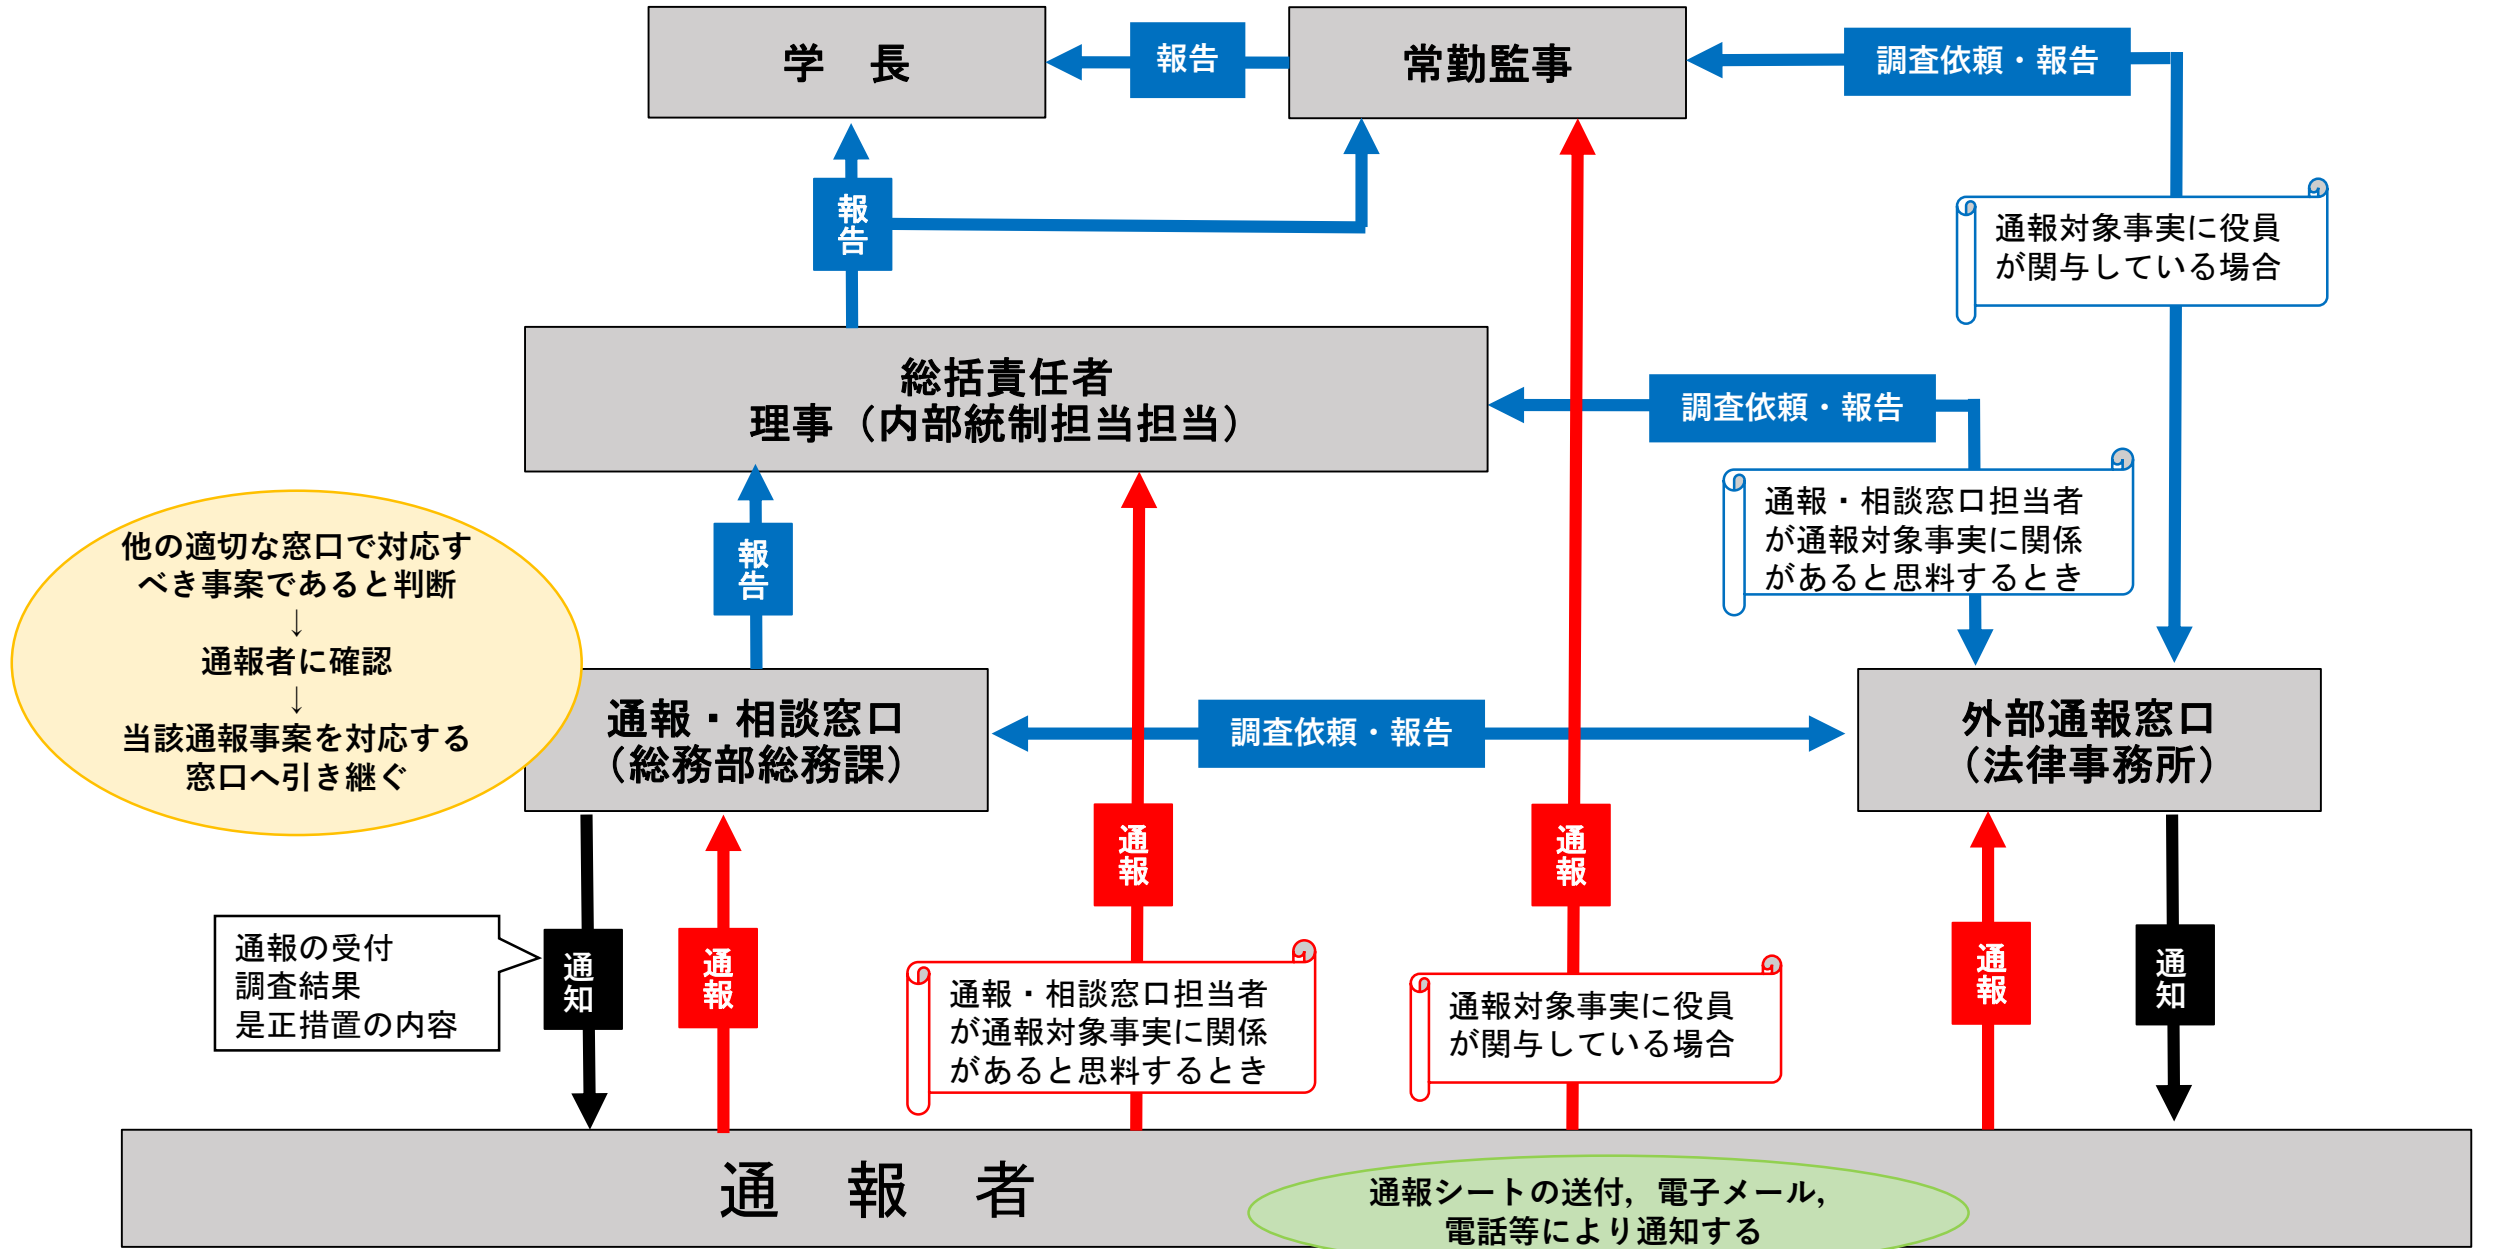 学　長
報告
常勤監事
調査依頼・報告
報告
通報対象事実に役員
が関与している場合
総括責任者
理事（内部統制担当担当）
調査依頼・報告
通報・相談窓口担当者
が通報対象事実に関係
があると思料するとき
報告
他の適切な窓口で対応す
べき事案であると判断
↓
通報者に確認
↓
当該通報事案を対応する
窓口へ引き継ぐ
通報・相談窓口
（総務部総務課）
調査依頼・報告
外部通報窓口
（法律事務所）
通報
通報
通報の受付
調査結果
是正措置の内容
通知
通報
通報・相談窓口担当者
が通報対象事実に関係
があると思料するとき
通報対象事実に役員
が関与している場合
通報
通知
通　報　者
通報シートの送付，電子メール，
電話等により通知する